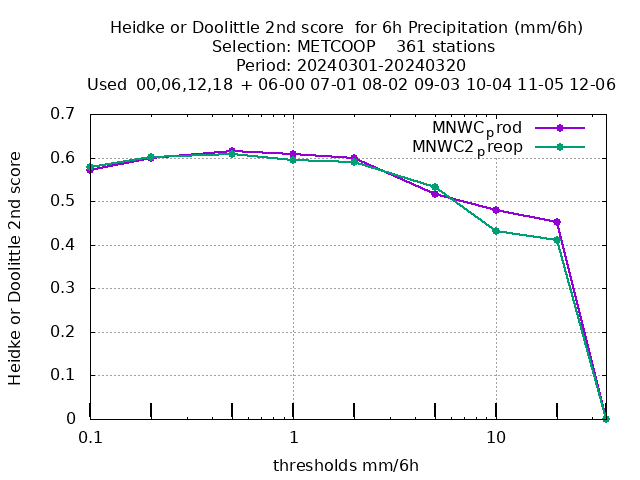 Heidke or Doolittle 2nd score  for 6h Precipitation (mm/6h)
Selection: METCOOP    361 stations
Period: 20240301-20240320
Used  00,06,12,18  + 06-00 07-01 08-02 09-03 10-04 11-05 12-06
MNWC_prod
MNWC2_preop
Heidke or Doolittle 2nd score
0.7
0.6
0.5
0.4
0.3
0.2
0.1
0
0.1 1 10
thresholds mm/6h